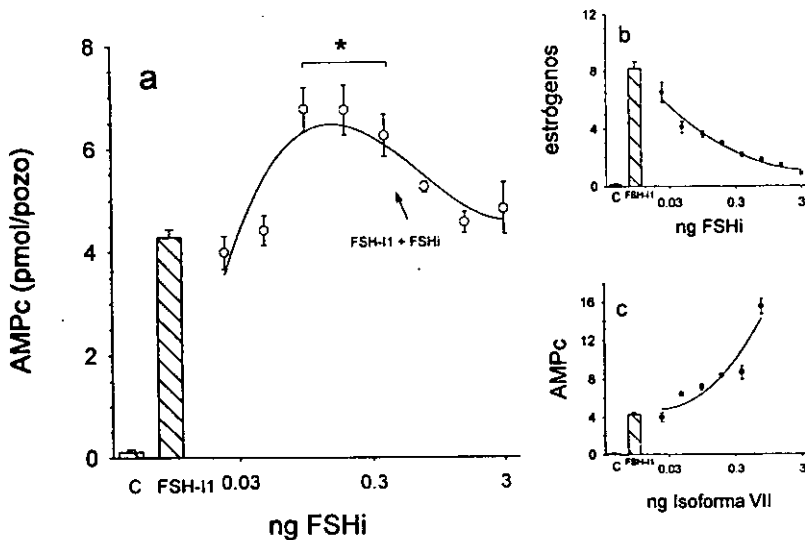 a
*
AMPc (pmol/pozo)
8
6
4
2
0
FSH-I1 + FSHi
C
FSH-I1
0.03
0.3
3
ng FSHi
b
estrógenos
12
8
4
0
C
FSH-I1
0.03
0.3
3
ng FSHi
c
AMPc
16
12
8
4
0
C
FSH-I1
0.03
0.3
3
ng Isoforma VII